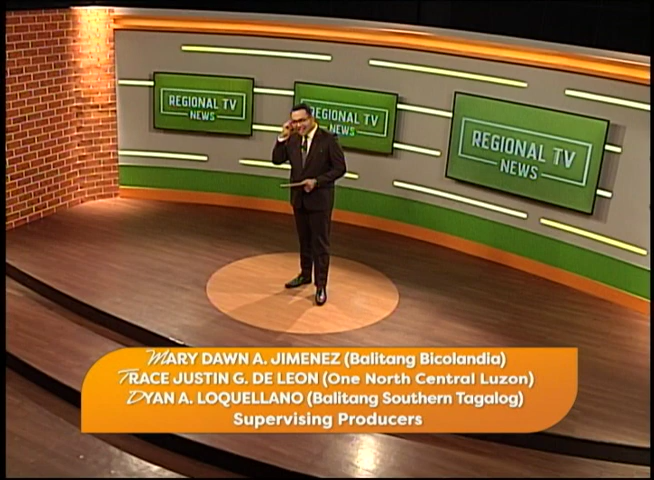 REGIONAL TV
NEWS
REGIONAL TV
NEWS
REGIONAL TV
NEWS
MARY DAWN A. JIMENEZ (Balitang Bicolandia)
TRACE JUSTIN G. DE LEON (One North Central Luzon)
DYAN A. LOQUELLANO (Balitang Southern Tagalog)
Supervising Producers